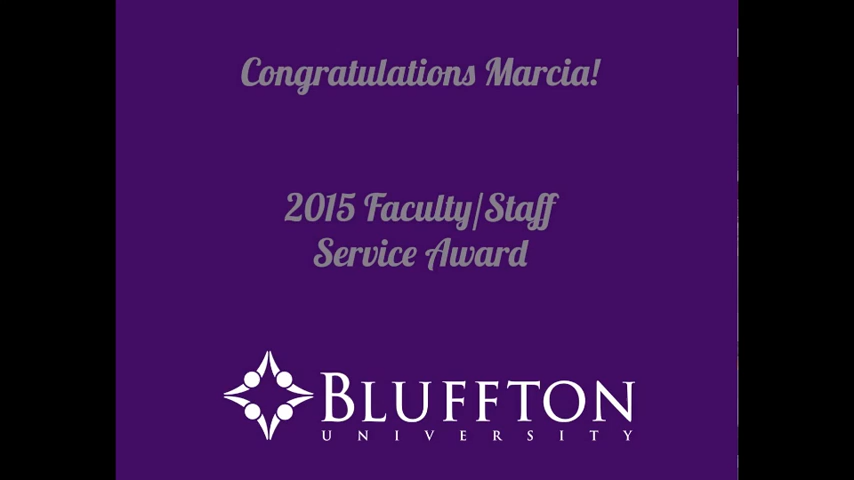 Congratulations Marcia!
2015 Faculty/Staff
Service Award
BLUFFTON
UNIVERSITY